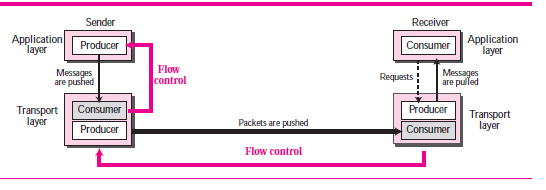 Sender
Receiver
Application
layer
Producer
Flow
control
Messages
are pushed
Transport
layer
Consumer
Producer
Packets are pushed
Flow control
Consumer
Application
layer
Requests
Messages
are pulled
Producer
Consumer
Transport
layer